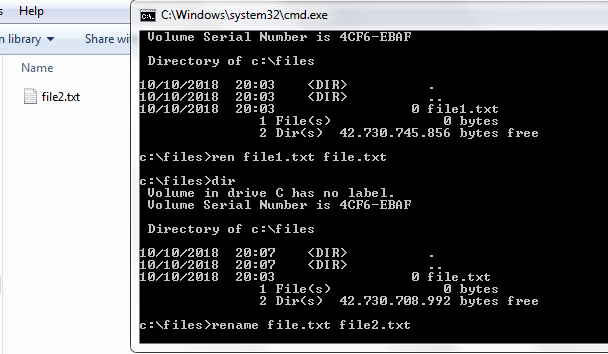 s Help
n library Share wi
Name
file2.txt
C:\Windows\system32\cmd.exe
Volume Serial Number is 4CF6-EBAF
Directory of c:\files
10/10/2018 20:03 <DIR> .
10/10/2018 20:03 <DIR> ..
10/10/2018 20:03 0 file1.txt
1 File(s) 0 bytes
2 Dir(s) 42.730.745.856 bytes free
c:\files>ren file1.txt file.txt
c:\files>dir
Volume in drive C has no label.
Volume Serial Number is 4CF6-EBAF
Directory of c:\files
10/10/2018 20:07 <DIR> .
10/10/2018 20:07 <DIR> ..
10/10/2018 20:03 0 file.txt
1 File(s) 0 bytes
2 Dir(s) 42.730.708.992 bytes free
c:\files>rename file.txt file2.txt